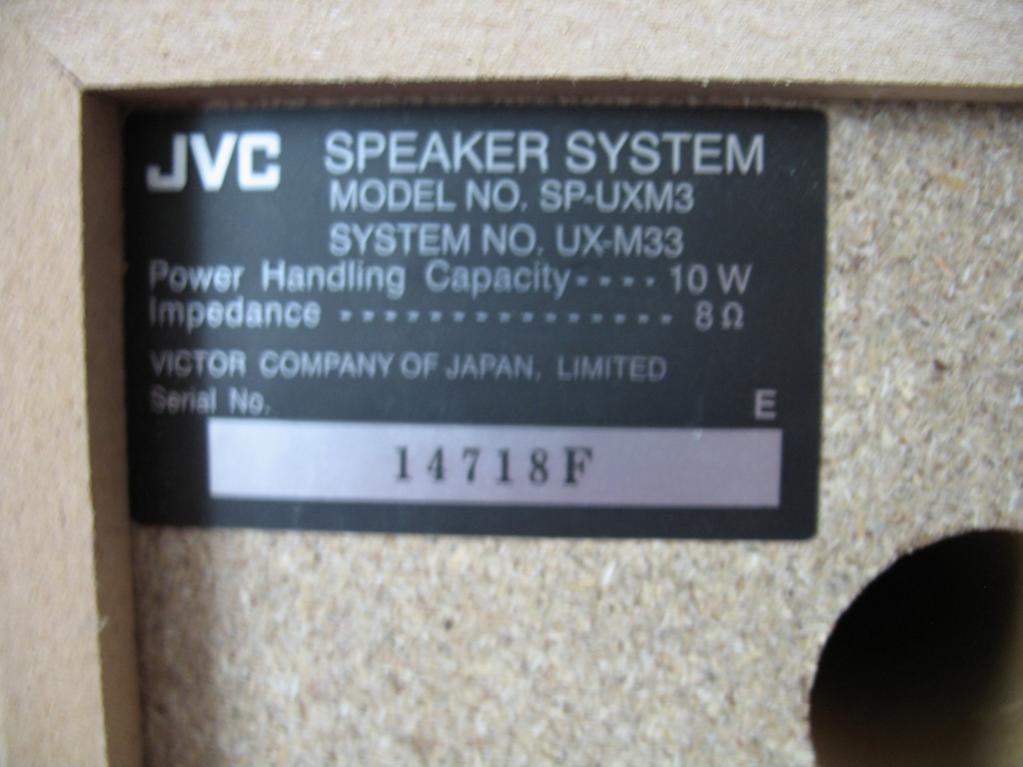 JVC SPEAKER SYSTEM
MODEL NO. SP-UXM3
SYSTEM NO. UX-M33
Power Handling Capacity---- 10 W
Impedance --------------- 8Ω
VICTOR COMPANY OF JAPAN, LIMITED
Serial No. E
14718F